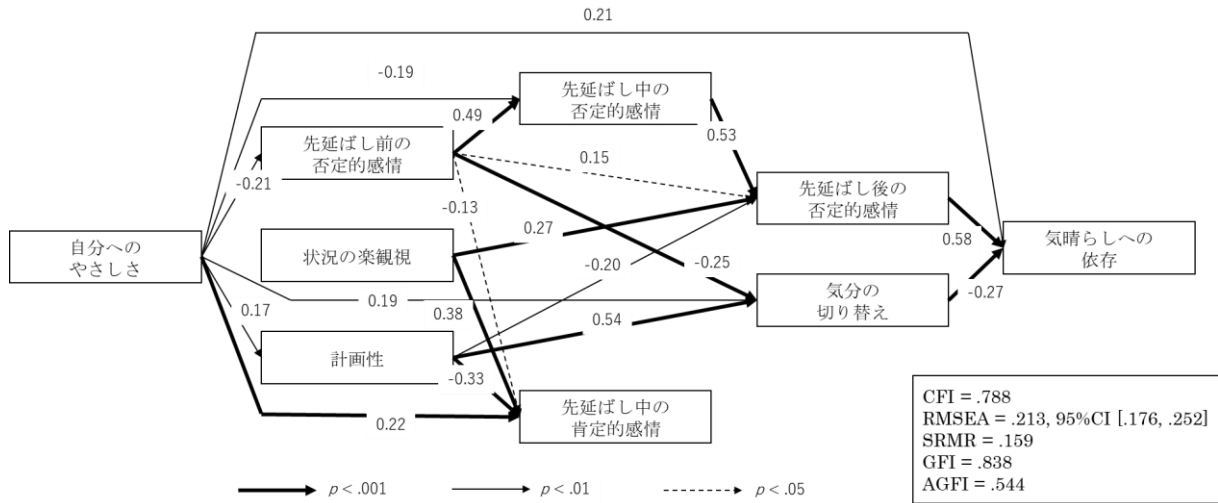 0.21
-0.19
先延ばし中の
否定的感情
0.49
0.53
先延ばし前の
否定的感情
0.15
-0.21
先延ばし後の
否定的感情
-0.13
0.27
0.58
自分への
やさしさ
状況の楽観視
気晴らしへの
依存
-0.20
-0.25
0.17
0.19
0.38
気分の
切り替え
-0.27
0.54
計画性
-0.33
先延ばし中の
肯定的感情
0.22
CFI = .788
RMSEA = .213, 95%CI [.176, .252]
SRMR = .159
GFI = .838
AGFI = .544
p < .001
p < .01
p < .05